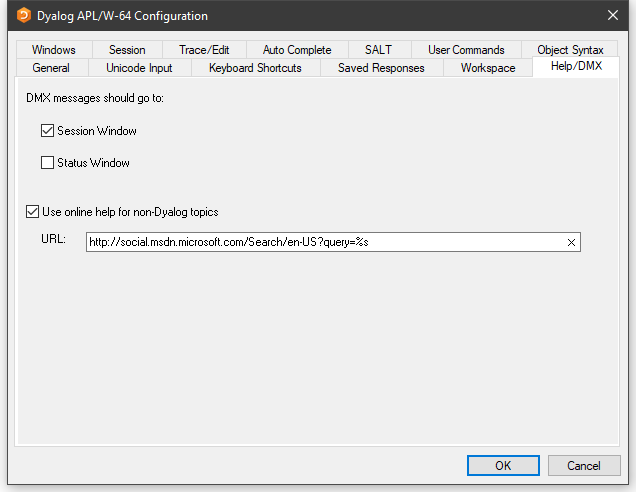 Dyalog APL/W-64 Configuration
Windows Session Trace/Edit Auto Complete SALT User Commands Object Syntax
General Unicode Input Keyboard Shortcuts Saved Responses Workspace Help/DMX
DMX messages should go to:
Session Window
Status Window
Use online help for non-Dyalog topics
URL: http://social.msdn.microsoft.com/Search/en-US?query=%s
OK Cancel